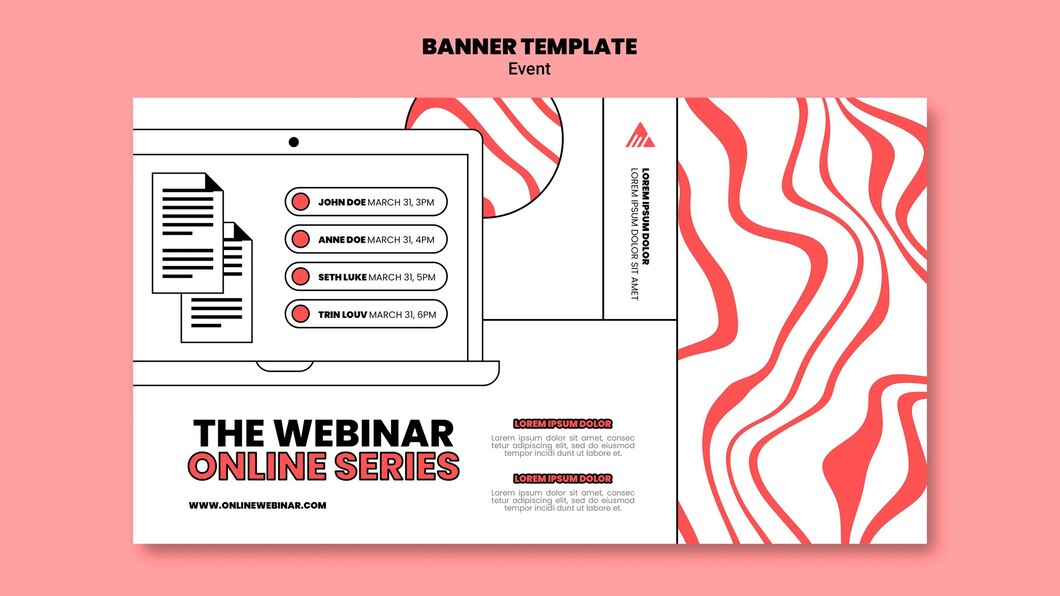 BANNER TEMPLATE
Event
JOHN DOE MARCH 31, 3PM
ANNE DOE MARCH 31, 4PM
SETH LUKE MARCH 31, 5PM
TRIN LOUV MARCH 31, 6PM
LOREM IPSUM DOLOR
LOREM IPSUM DOLOR SIT AMET
THE WEBINAR
ONLINE SERIES
WWW.ONLINEWEBINAR.COM
LOREM IPSUM DOLOR
Lorem ipsum dolor sit amet, consec
tetur adipiscing elit, sed do eiusmod
tempor incidi dunt ut labore et.
LOREM IPSUM DOLOR
Lorem ipsum dolor sit amet, consec
tetur adipiscing elit, sed do eiusmod
tempor incidi dunt ut labore et.